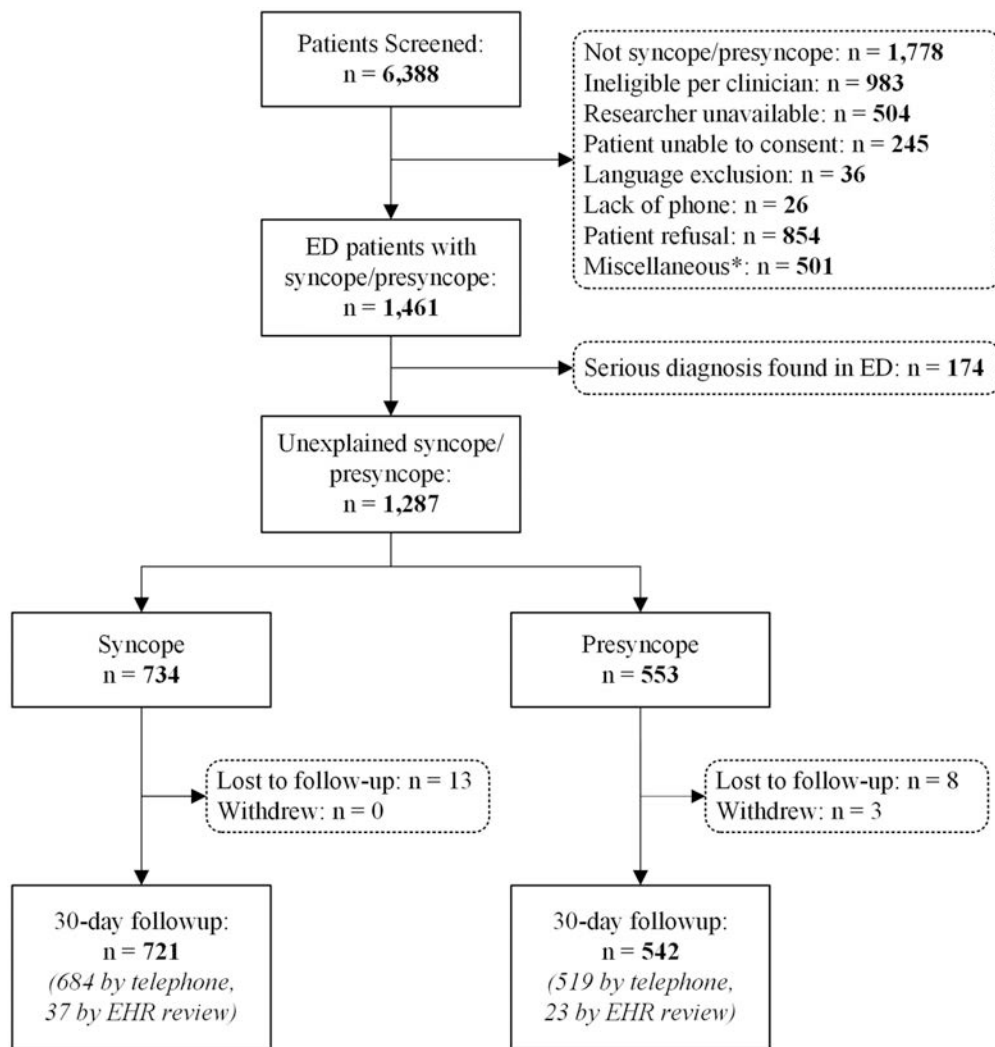 Patients Screened:
n = 6,388
Not syncope/presyncope: n = 1,778
Ineligible per clinician: n = 983
Researcher unavailable: n = 504
Patient unable to consent: n = 245
Language exclusion: n = 36
Lack of phone: n = 26
Patient refusal: n = 854
Miscellaneous*: n = 501
ED patients with
syncope/presyncope:
n = 1,461
Serious diagnosis found in ED: n = 174
Unexplained syncope/
presyncope:
n = 1,287
Syncope
n = 734
Presyncope
n = 553
Lost to follow-up: n = 13
Withdrew: n = 0
Lost to follow-up: n = 8
Withdrew: n = 3
30-day followup:
n = 721
(684 by telephone,
37 by EHR review)
30-day followup:
n = 542
(519 by telephone,
23 by EHR review)